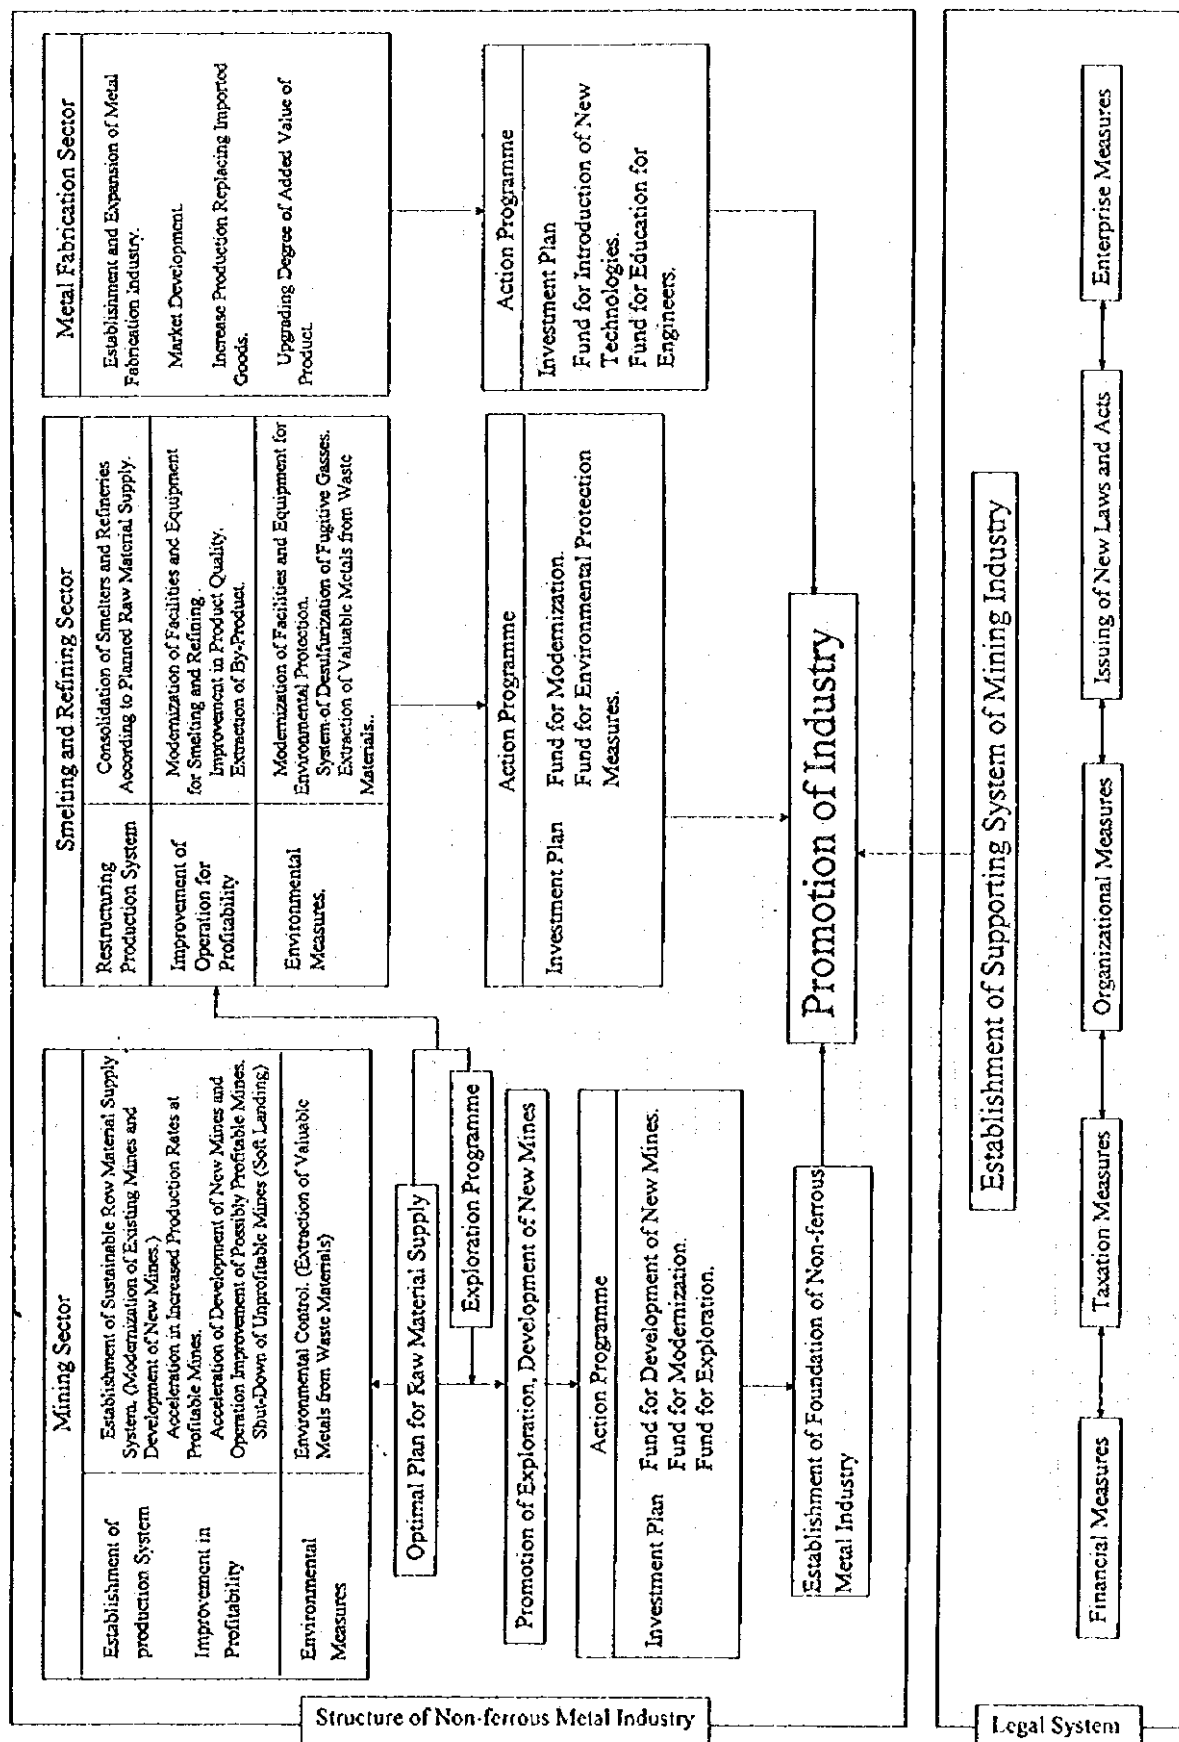 Mining Sector
Establishment of
production System
Improvement in
Profitability
Establishment of Sustainable Row Material Supply
System. (Modernization of Existing Mines and
Development of New Mines.)
Acceleration in Increased Production Rates at
Profitable Mines.
Acceleration of Development of New Mines and
Operation Improvement of Possibly Profitable Mines.
Shut-Down of Unprofitable Mines (Soft Landing)
Environmental
Measures
Environmental Control. (Extraction of Valuable
Metals from Waste Materials)
Smelting and Refining Sector
Restructuring
Production System
Consolidation of Smelters and Refineries
According to Planned Raw Material Supply.
Improvement of
Operation for
Profitability
Modernization of Facilities and Equipment
for Smelting and Refining .
Improvement in Product Quality.
Extraction of By-Product.
Environmental
Measures.
Modernization of Facilities and Equipment for
Environmental Protection.
System of Desulfurization of Fugitive Gasses.
Extraction of Valuable Metals from Waste
Materials..
Metal Fabrication Sector
Establishment and Expansion of Metal
Fabrication Industry.
Market Development.
Increase Production Replacing Imported
Goods.
Upgrading Degree of Added Value of
Product.
Optimal Plan for Raw Material Supply
Exploration Programme
Promotion of Exploration, Development of New Mines
Action Programme
Investment Plan
Fund for Development of New Mines.
Fund for Modernization.
Fund for Exploration.
Action Programme
Investment Plan
Fund for Modernization.
Fund for Environmental Protection
Measures.
Action Programme
Investment Plan
Fund for Introduction of New
Technologies.
Fund for Education for
Engineers.
Establishment of Foundation of Non-ferrous
Metal Industry
Promotion of Industry
Structure of Non-ferrous Metal Industry
Establishment of Supporting System of Mining Industry
Financial Measures
Taxation Measures
Organizational Measures
Issuing of New Laws and Acts
Enterprise Measures
Legal System